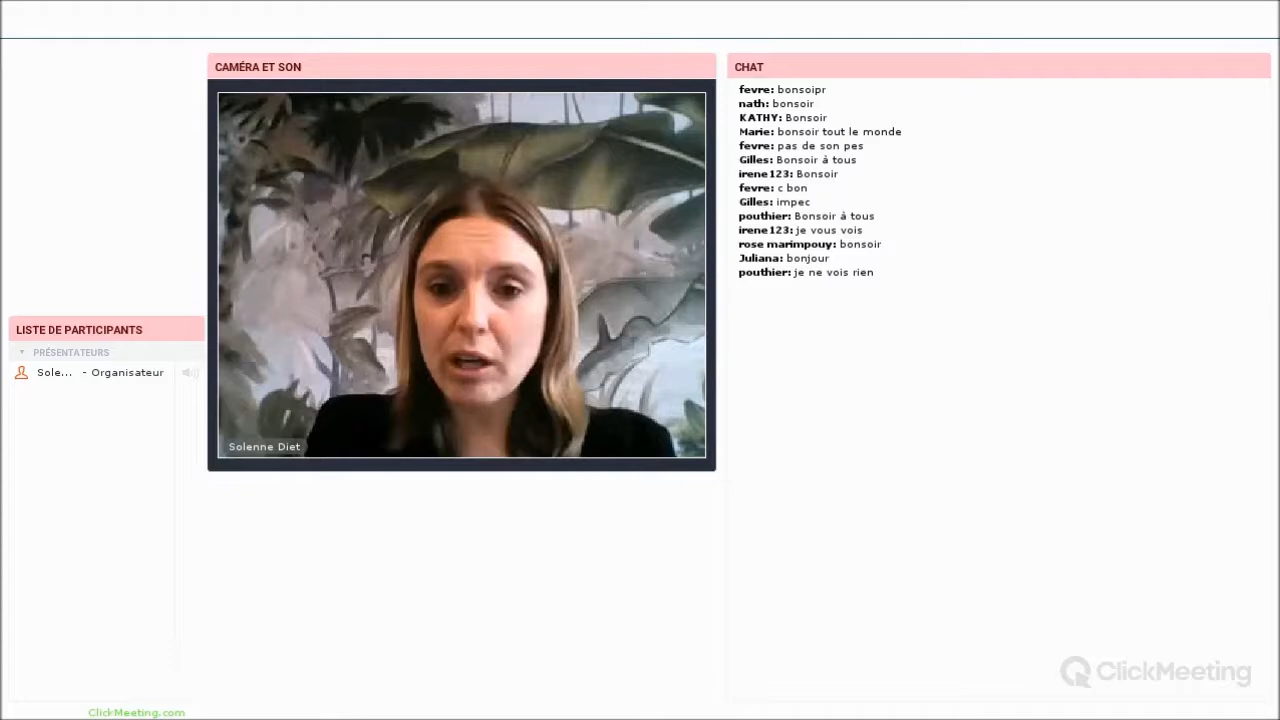 CAMÉRA ET SON
Solenne Diet
LISTE DE PARTICIPANTS
PRÉSENTATEURS
Sole... - Organisateur
CHAT
fevre: bonsoipr
nath: bonsoir
KATHY: Bonsoir
Marie: bonsoir tout le monde
fevre: pas de son pes
Gilles: Bonsoir à tous
irene123: Bonsoir
fevre: c bon
Gilles: impec
pouthier: Bonsoir à tous
irene123: je vous vois
rose marimpouy: bonsoir
Juliana: bonjour
pouthier: je ne vois rien
ClickMeeting
ClickMeeting.com